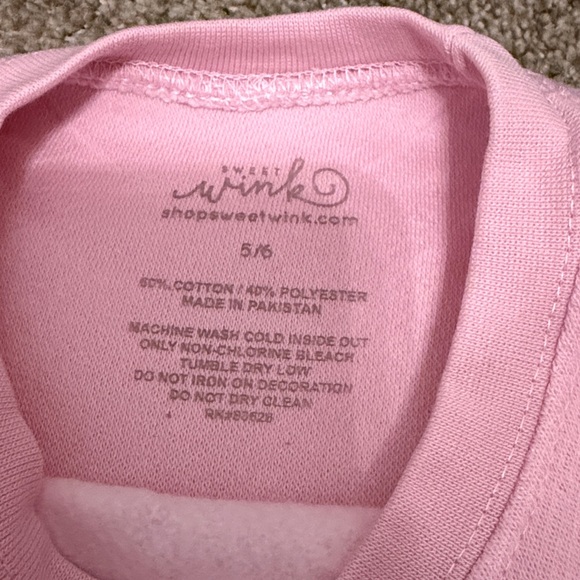 SWEET
wink
shopsweetwink.com
5/6
60% COTTON / 40% POLYESTER
MADE IN PAKISTAN
MACHINE WASH COLD INSIDE OUT
ONLY NON-CHLORINE BLEACH
TUMBLE DRY LOW
DO NOT IRON ON DECORATION
DO NOT DRY CLEAN